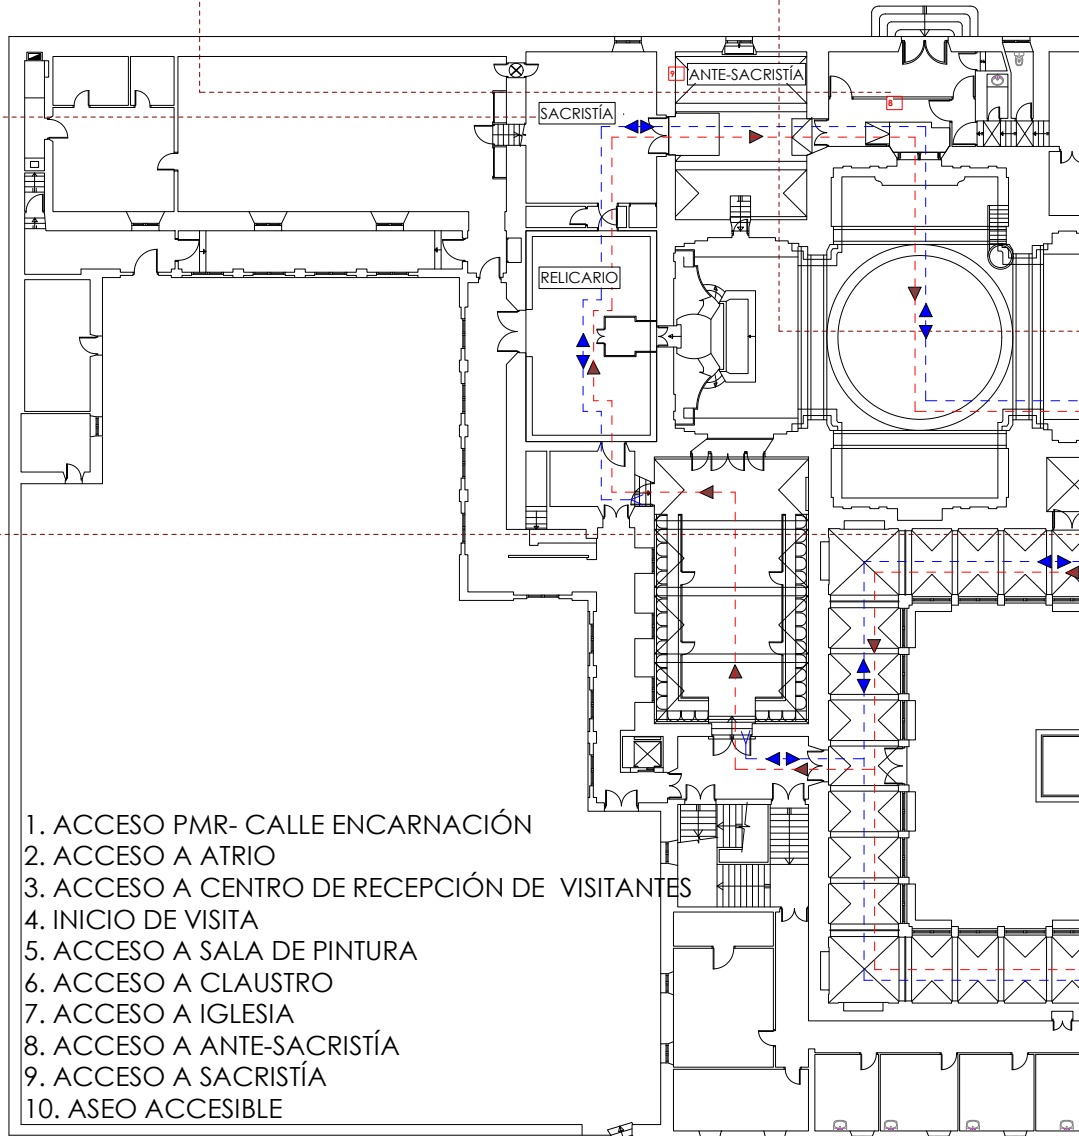 9
ANTE-SACRISTÍA
8
SACRISTÍA
RELICARIO
1. ACCESO PMR- CALLE ENCARNACIÓN
2. ACCESO A ATRIO
3. ACCESO A CENTRO DE RECEPCIÓN DE VISITANTES
4. INICIO DE VISITA
5. ACCESO A SALA DE PINTURA
6. ACCESO A CLAUSTRO
7. ACCESO A IGLESIA
8. ACCESO A ANTE-SACRISTÍA
9. ACCESO A SACRISTÍA
10. ASEO ACCESIBLE